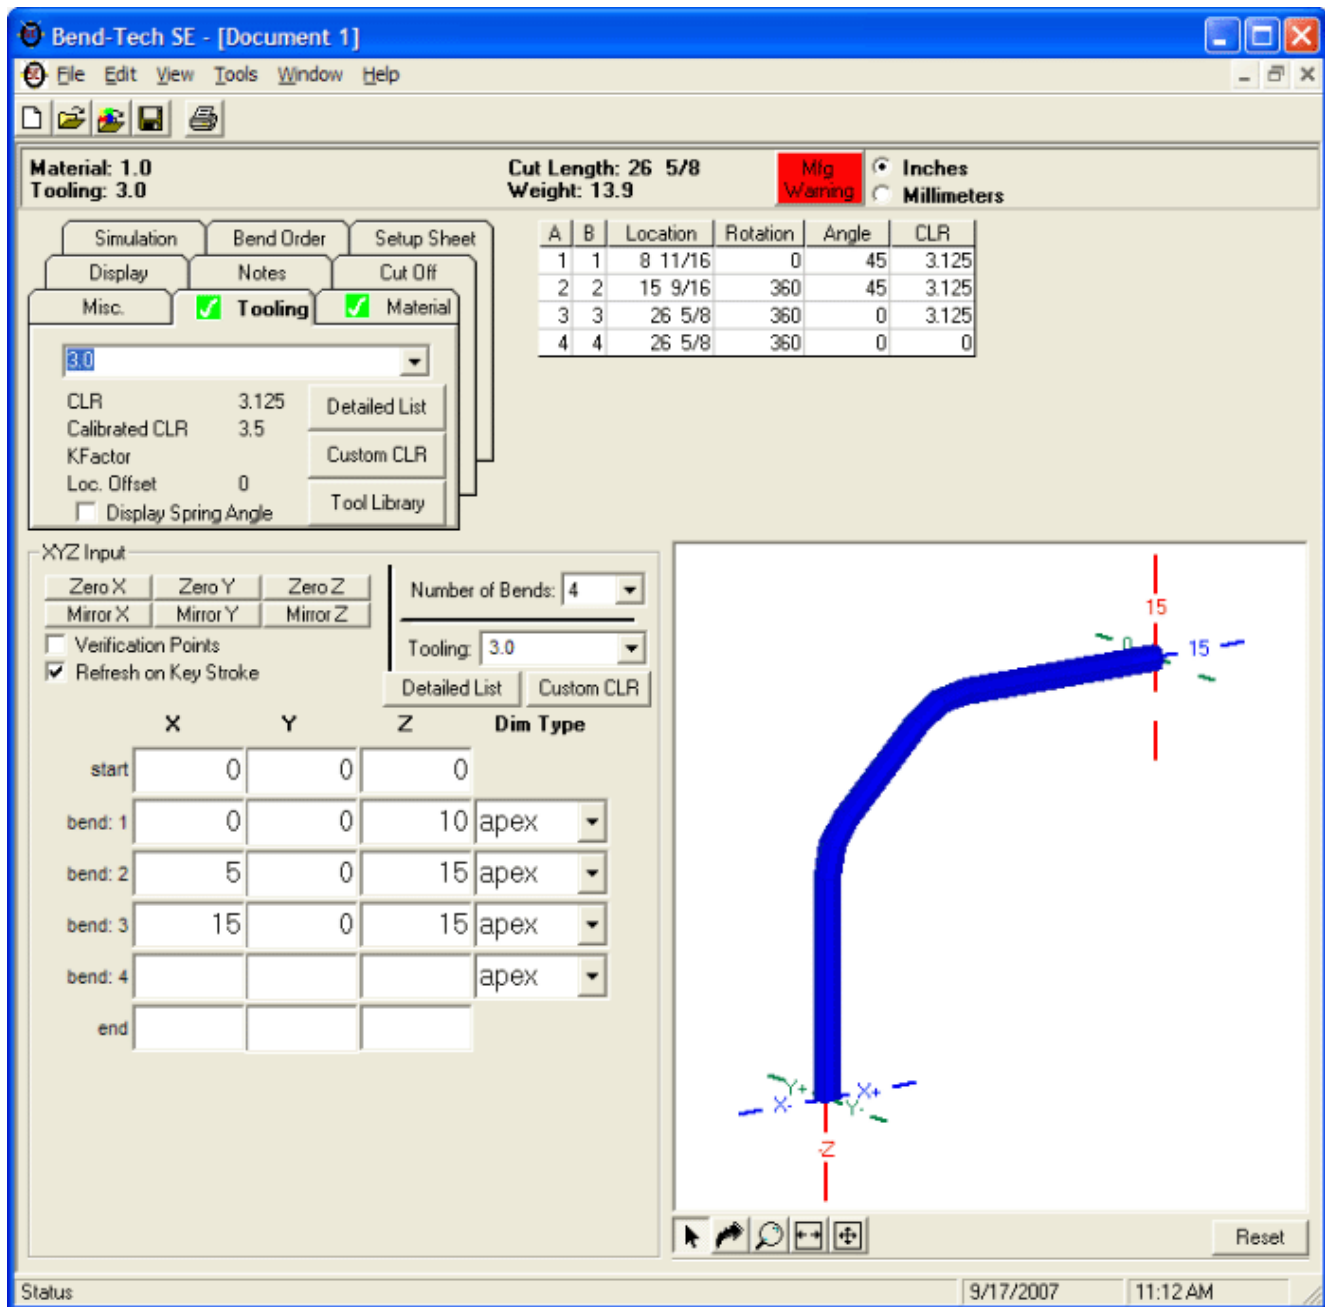 Bend-Tech SE - [Document 1]
File Edit View Tools Window Help
Material: 1.0
Tooling: 3.0
Cut Length: 26 5/8
Weight: 13.9
Mfg
Warning
Inches
Millimeters
Simulation Bend Order Setup Sheet
Display Notes Cut Off
Misc. Tooling Material
3.0
CLR 3.125 Detailed List
Calibrated CLR 3.5
KFactor Custom CLR
Loc. Offset 0
Display Spring Angle Tool Library
A B Location Rotation Angle CLR
1 1 8 11/16 0 45 3.125
2 2 15 9/16 360 45 3.125
3 3 26 5/8 360 0 3.125
4 4 26 5/8 360 0 0
XYZ Input
Zero X Zero Y Zero Z
Mirror X Mirror Y Mirror Z
Verification Points
Refresh on Key Stroke
Number of Bends: 4
Tooling: 3.0
Detailed List Custom CLR
X Y Z Dim Type
start 0 0 0
bend: 1 0 0 10 apex
bend: 2 5 0 15 apex
bend: 3 15 0 15 apex
bend: 4 apex
end
15
0 15
Y+ X+
X- Y-
-Z
Reset
Status 9/17/2007 11:12 AM